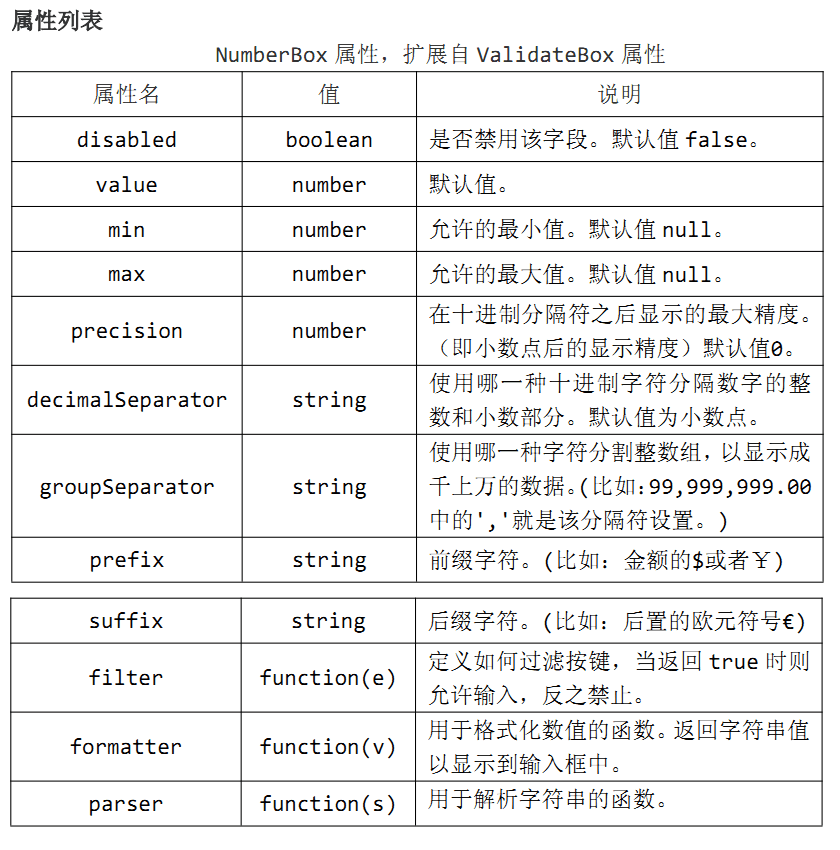 属性列表
NumberBox 属性，扩展自 ValidateBox 属性
属性名 值 说明
disabled boolean 是否禁用该字段。默认值 false。
value number 默认值。
min number 允许的最小值。默认值 null。
max number 允许的最大值。默认值 null。
precision number 在十进制分隔符之后显示的最大精度。
（即小数点后的显示精度）默认值0。
decimalSeparator string 使用哪一种十进制字符分隔数字的整
数和小数部分。默认值为小数点。
groupSeparator string 使用哪一种字符分割整数组，以显示成
千上万的数据。(比如：99,999,999.00
中的','就是该分隔符设置。)
prefix string 前缀字符。(比如：金额的$或者￥)
suffix string 后缀字符。(比如：后置的欧元符号€)
filter function(e) 定义如何过滤按键，当返回 true 时则
允许输入，反之禁止。
formatter function(v) 用于格式化数值的函数。返回字符串值
以显示到输入框中。
parser function(s) 用于解析字符串的函数。